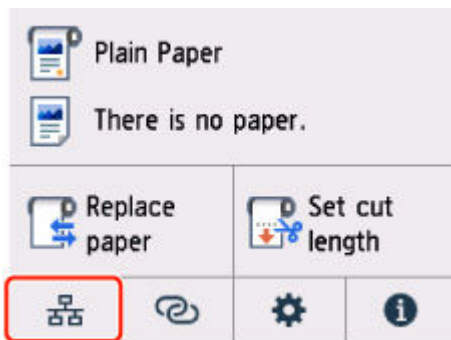 Plain Paper
There is no paper.
Replace
paper
Set cut
length